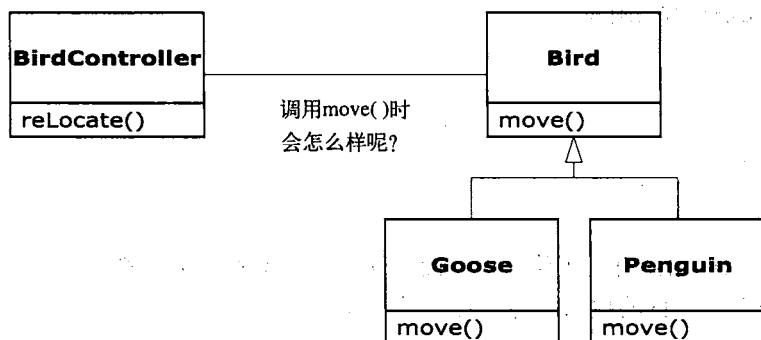 BirdController
reLocate()
Bird
move()
调用move( )时
会怎么样呢?
Goose
move()
Penguin
move()